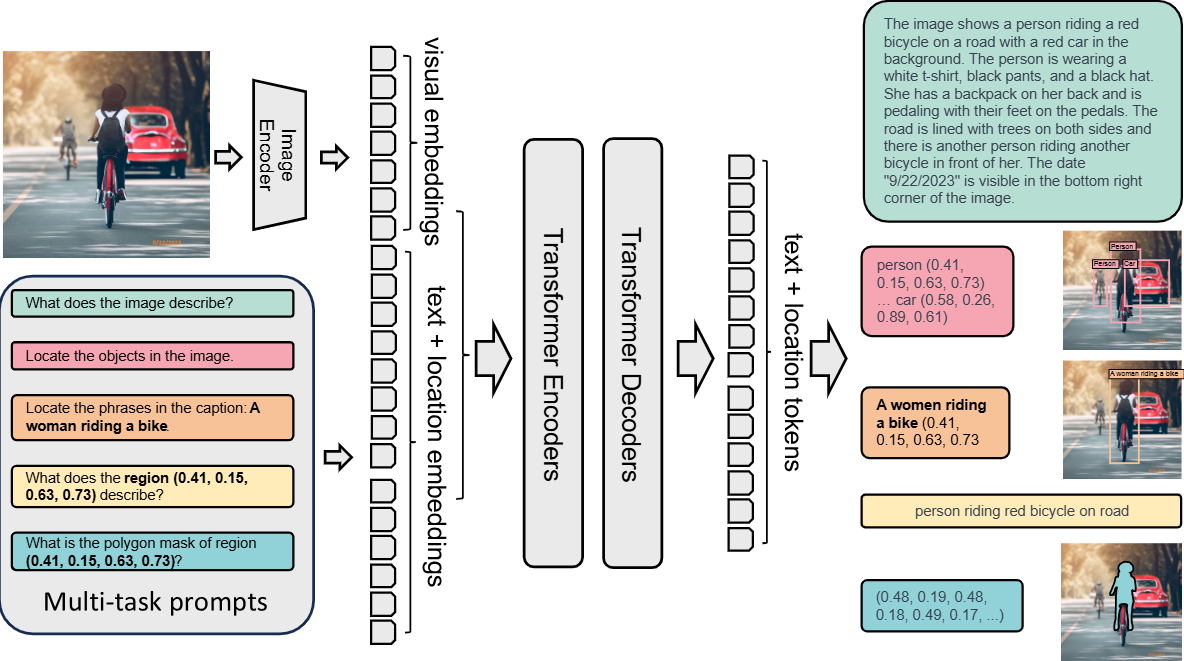 What does the image describe?
Locate the objects in the image.
Locate the phrases in the caption: A
woman riding a bike.
What does the region (0.41, 0.15,
0.63, 0.73) describe?
What is the polygon mask of region
(0.41, 0.15, 0.63, 0.73)?
Multi-task prompts
Image
Encoder
visual embeddings
text + location embeddings
Transformer Encoders
Transformer Decoders
text + location tokens
The image shows a person riding a red
bicycle on a road with a red car in the
background. The person is wearing a
white t-shirt, black pants, and a black hat.
She has a backpack on her back and is
pedaling with their feet on the pedals. The
road is lined with trees on both sides and
there is another person riding another
bicycle in front of her. The date
"9/22/2023" is visible in the bottom right
corner of the image.
person (0.41,
0.15, 0.63, 0.73)
... car (0.58, 0.26,
0.89, 0.61)
Person
Person
Car
A women riding
a bike (0.41,
0.15, 0.63, 0.73
A woman riding a bike
person riding red bicycle on road
(0.48, 0.19, 0.48,
0.18, 0.49, 0.17, ...)